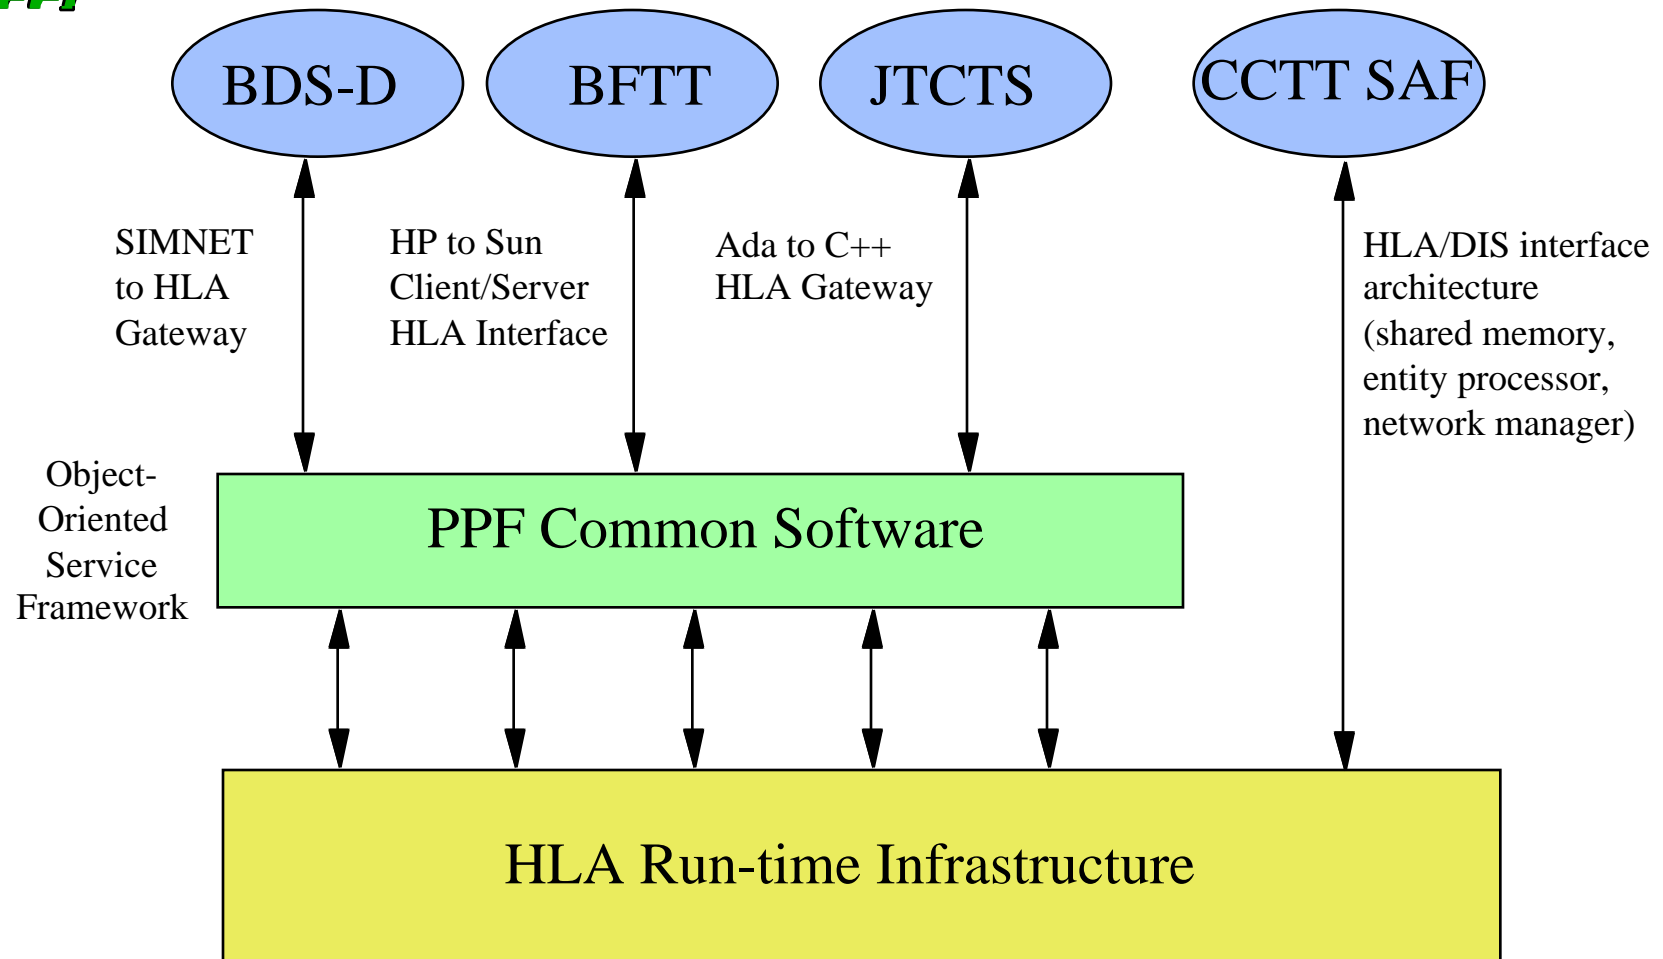 BDS-D
BFTT
JTCTS
CCTT SAF
SIMNET
to HLA
Gateway
HP to Sun
Client/Server
HLA Interface
Ada to C++
HLA Gateway
HLA/DIS interface
architecture
(shared memory,
entity processor,
network manager)
Object-
Oriented
Service
Framework
PPF Common Software
HLA Run-time Infrastructure